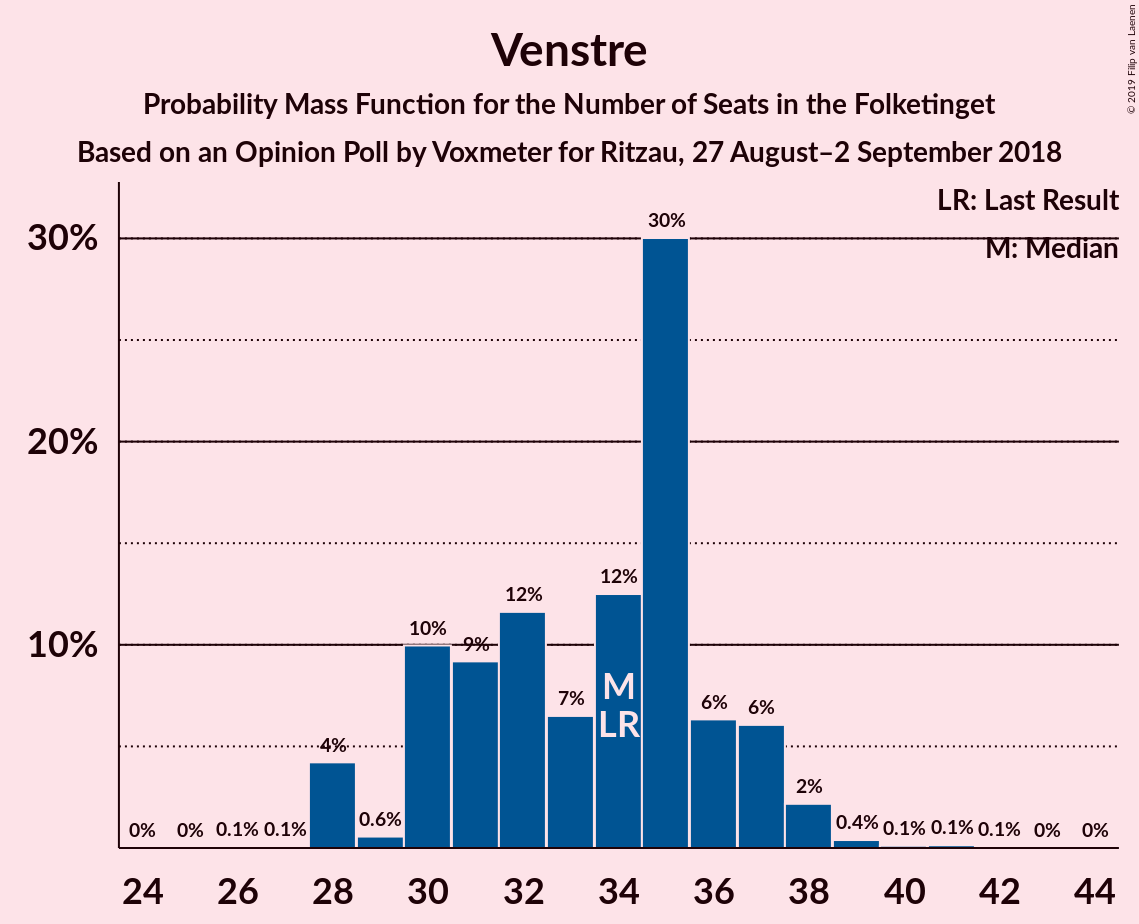 Venstre
Probability Mass Function for the Number of Seats in the Folketinget
Based on an Opinion Poll by Voxmeter for Ritzau, 27 August–2 September 2018
© 2019 Filip van Laenen
LR: Last Result
M: Median
30%
20%
10%
0%
0%
0.1%
0.1%
4%
0.6%
10%
9%
12%
7%
12%
30%
6%
6%
2%
0.4%
0.1%
0.1%
0.1%
0%
0%
M
LR
24 26 28 30 32 34 36 38 40 42 44